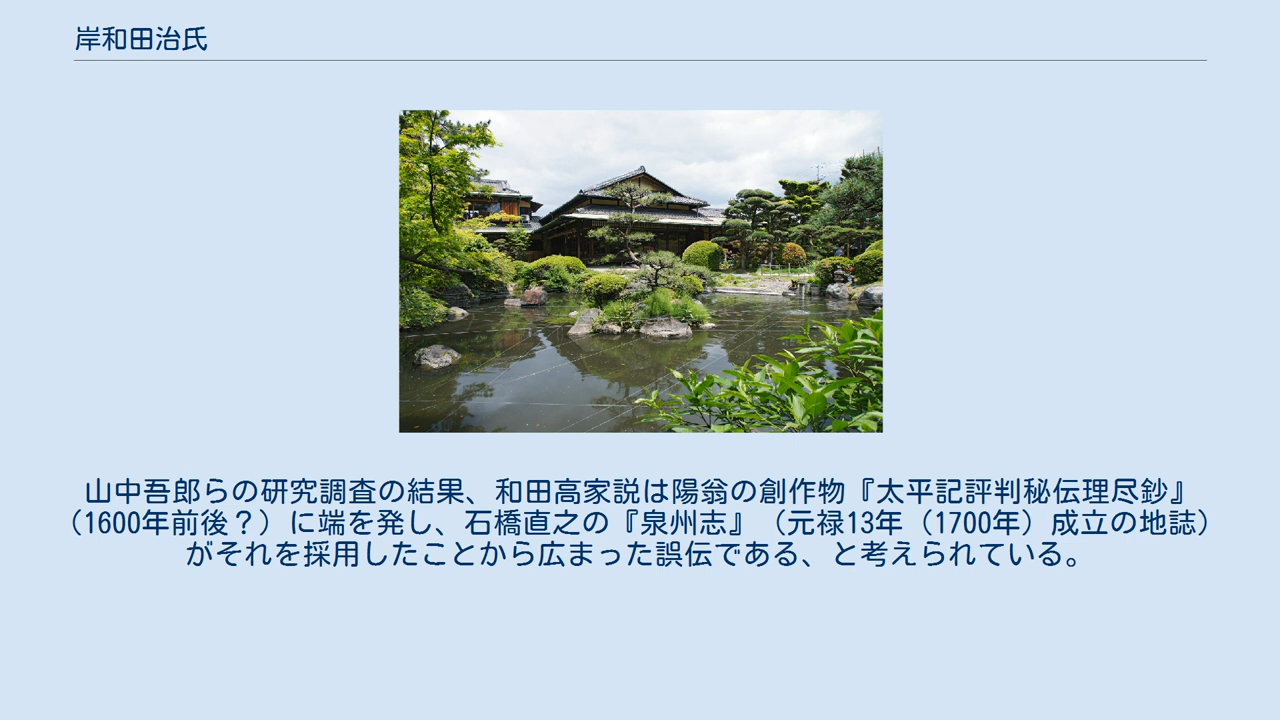 岸和田治氏
山中吾郎らの研究調査の結果、和田高家説は陽翁の創作物『太平記評判秘伝理尽鈔』
（1600年前後？）に端を発し、石橋直之の『泉州志』（元禄13年（1700年）成立の地誌）
がそれを採用したことから広まった誤伝である、と考えられている。